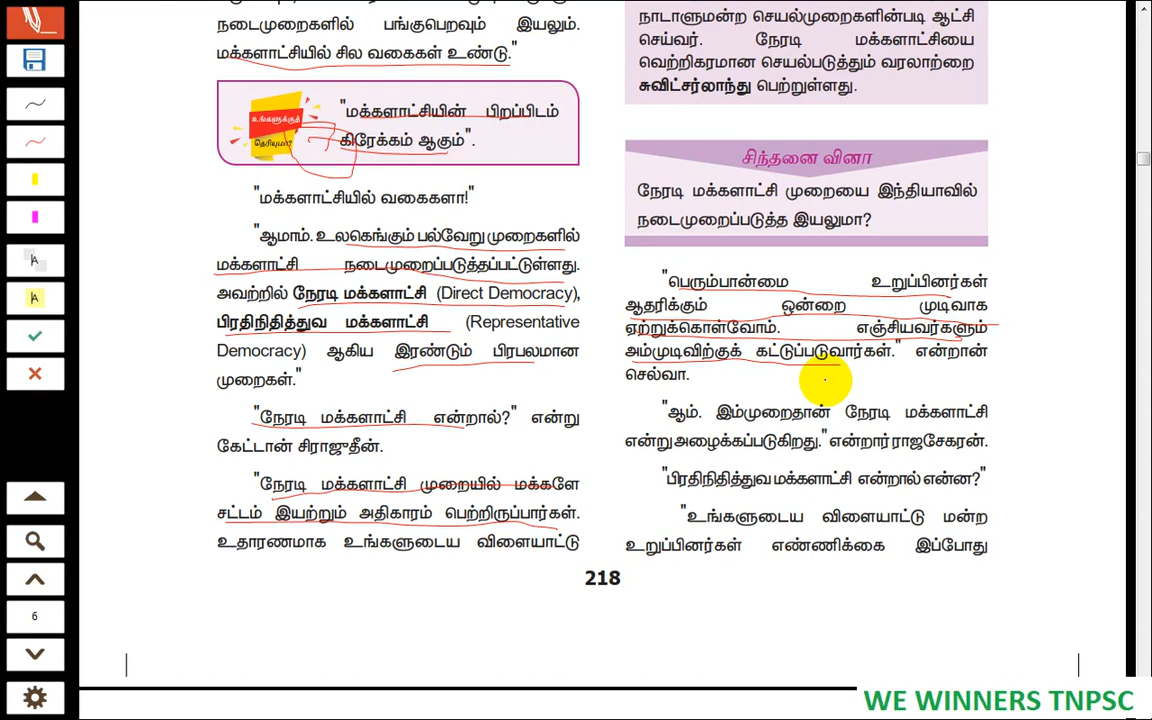 நடைமுறைகளில் பங்குபெறவும் இயலும்.
மக்களாட்சியில் சில வகைகள் உண்டு."
உங்களுக்குத்
தெரியுமா?
"மக்களாட்சியின் பிறப்பிடம்
கிரேக்கம் ஆகும்".
"மக்களாட்சியில் வகைகளா!"
"ஆமாம். உலகெங்கும் பல்வேறு முறைகளில்
மக்களாட்சி நடைமுறைப்படுத்தப்பட்டுள்ளது.
அவற்றில் நேரடி மக்களாட்சி (Direct Democracy),
பிரதிநிதித்துவ மக்களாட்சி (Representative
Democracy) ஆகிய இரண்டும் பிரபலமான
முறைகள்."
"நேரடி மக்களாட்சி என்றால்?" என்று
கேட்டான் சிராஜுதீன்.
"நேரடி மக்களாட்சி முறையில் மக்களே
சட்டம் இயற்றும் அதிகாரம் பெற்றிருப்பார்கள்.
உதாரணமாக உங்களுடைய விளையாட்டு
நாடாளுமன்ற செயல்முறைகளின்படி ஆட்சி
செய்வர். நேரடி மக்களாட்சியை
வெற்றிகரமான செயல்படுத்தும் வரலாற்றை
சுவிட்சர்லாந்து பெற்றுள்ளது.
சிந்தனை வினா
நேரடி மக்களாட்சி முறையை இந்தியாவில்
நடைமுறைப்படுத்த இயலுமா?
"பெரும்பான்மை உறுப்பினர்கள்
ஆதரிக்கும் ஒன்றை முடிவாக
ஏற்றுக்கொள்வோம். எஞ்சியவர்களும்
அம்முடிவிற்குக் கட்டுப்படுவார்கள்." என்றான்
செல்வா.
"ஆம். இம்முறைதான் நேரடி மக்களாட்சி
என்று அழைக்கப்படுகிறது." என்றார் ராஜசேகரன்.
"பிரதிநிதித்துவ மக்களாட்சி என்றால் என்ன?"
"உங்களுடைய விளையாட்டு மன்ற
உறுப்பினர்கள் எண்ணிக்கை இப்போது
218
6
WE WINNERS TNPSC